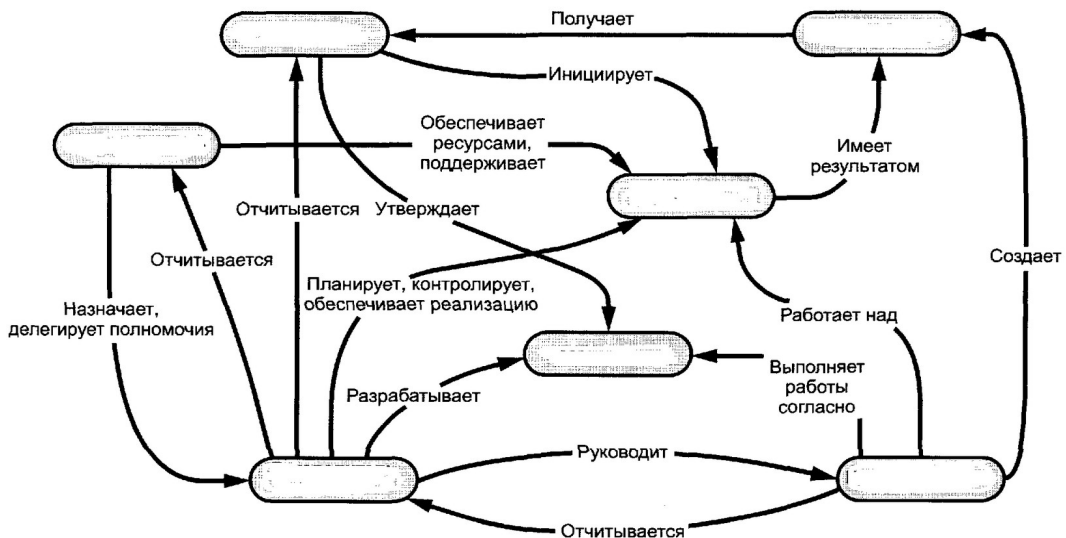 Получает
Инициирует
Обеспечивает
ресурсами,
поддерживает
Имеет
результатом
Отчитывается
Утверждает
Отчитывается
Создает
Планирует, контролирует,
обеспечивает реализацию
Назначает,
делегирует полномочия
Работает над
Выполняет
работы
согласно
Разрабатывает
Руководит
Отчитывается